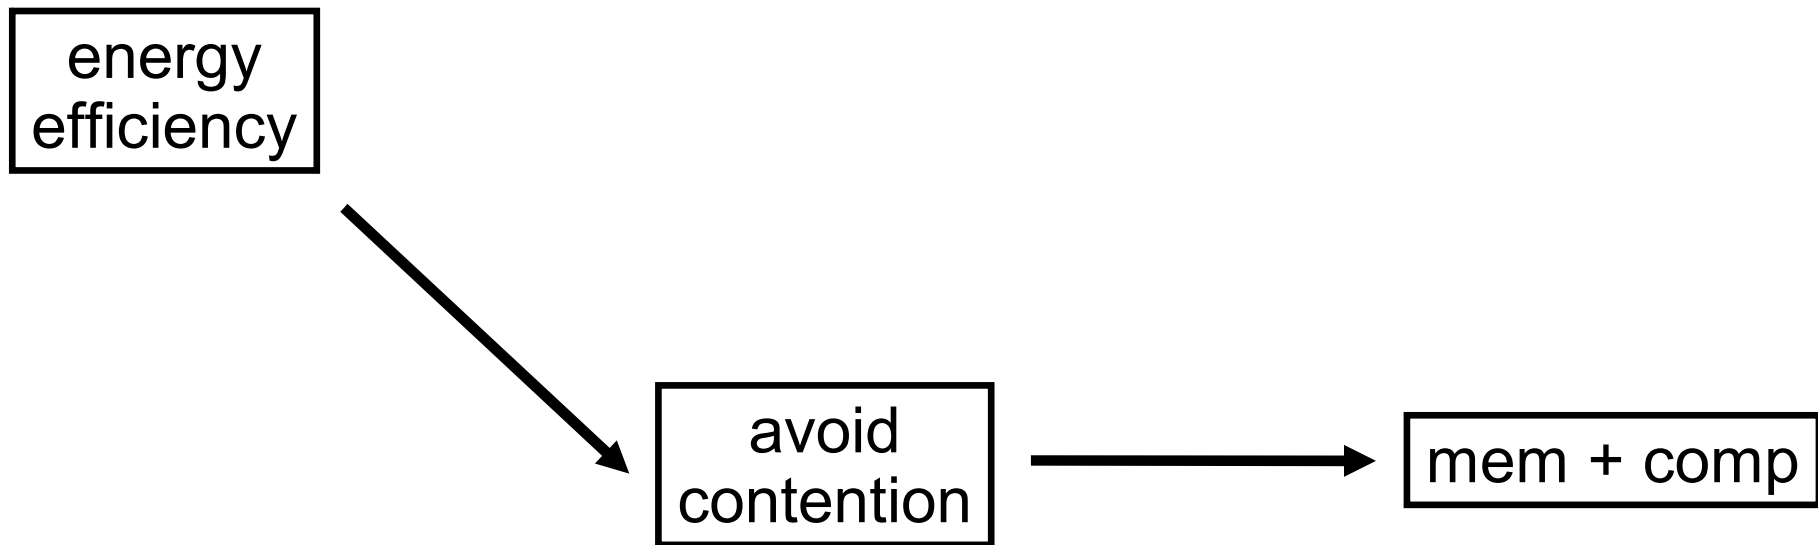 energy
efficiency
avoid
contention
mem + comp